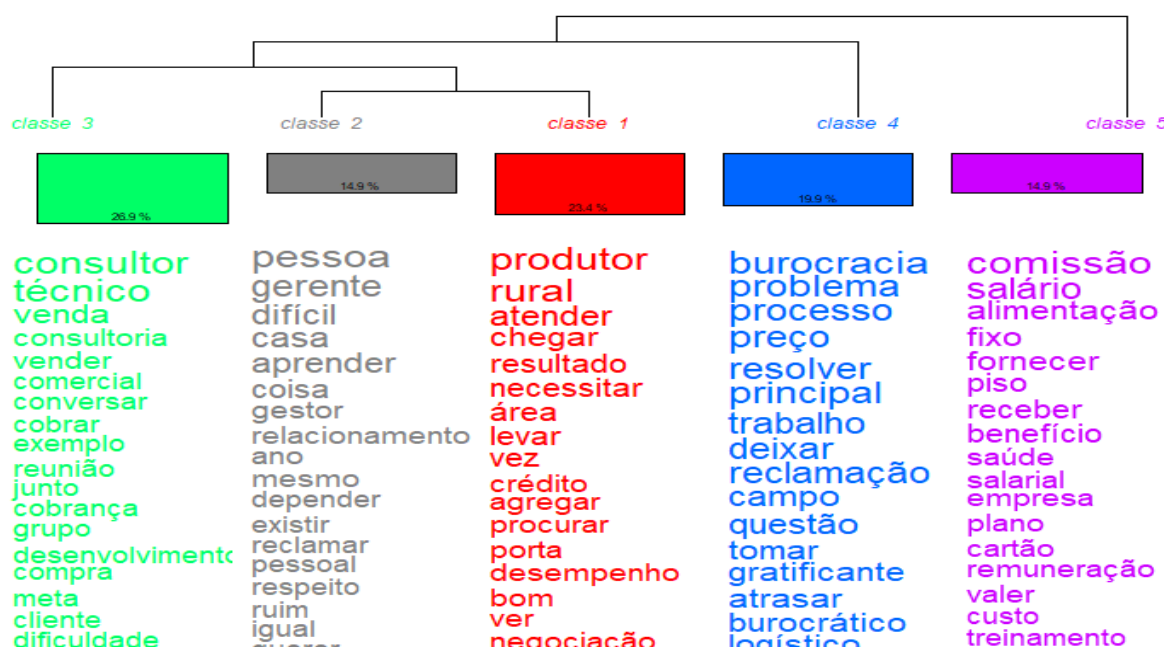 classe 3
classe 2
classe 1
classe 4
classe 5
26.9 %
14.9 %
23.4 %
19.9 %
14.9 %
consultor
técnico
venda
consultoria
vender
comercial
conversar
cobrar
exemplo
reunião
junto
cobrança
grupo
desenvolvimento
compra
meta
cliente
dificuldade
pessoa
gerente
difícil
casa
aprender
coisa
gestor
relacionamento
ano
mesmo
depender
existir
reclamar
pessoal
respeito
ruim
igual
produtor
rural
atender
chegar
resultado
necessitar
área
levar
vez
crédito
agregar
procurar
porta
desempenho
bom
ver
negociação
burocracia
problema
processo
preço
resolver
principal
trabalho
deixar
reclamação
campo
questão
tomar
gratificante
atrasar
burocrático
logístico
comissão
salário
alimentação
fixo
fornecer
piso
receber
benefício
saúde
salarial
empresa
plano
cartão
remuneração
valer
custo
treinamento